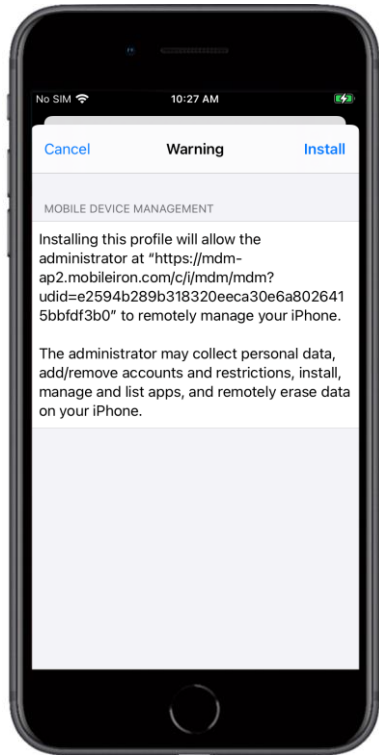 No SIM
10:27 AM
Cancel
Warning
Install
MOBILE DEVICE MANAGEMENT
Installing this profile will allow the
administrator at “https://mdm-
ap2.mobileiron.com/c/i/mdm/mdm?
udid=e2594b289b318320eeca30e6a802641
5bbfdf3b0” to remotely manage your iPhone.
The administrator may collect personal data,
add/remove accounts and restrictions, install,
manage and list apps, and remotely erase data
on your iPhone.